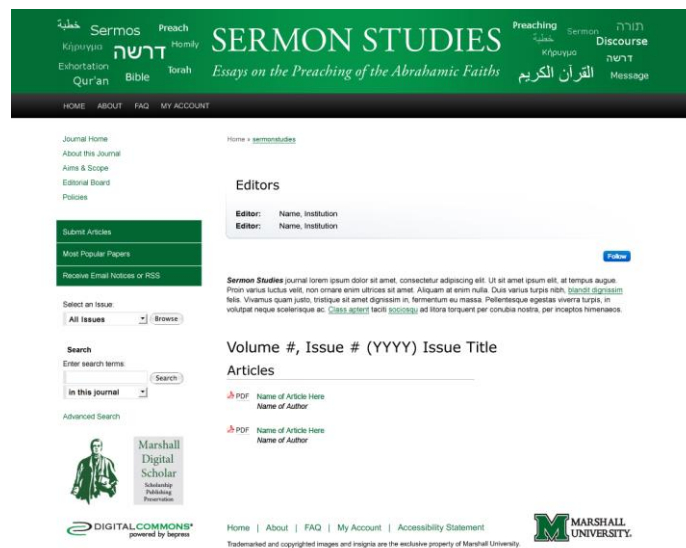 خطبة Sermos Preach
Κήρυγμα דרשה Homily
Exhortation
Qur'an Bible Torah
SERMON STUDIES
Essays on the Preaching of the Abrahamic Faiths
Preaching Sermon תורה
خطبة Discourse
Κήρυγμα דרשה
القرآن الكريم Message
HOME ABOUT FAQ MY ACCOUNT
Journal Home
About this Journal
Aims & Scope
Editorial Board
Policies
Submit Articles
Most Popular Papers
Receive Email Notices or RSS
Select an Issue:
All Issues Browse
Search
Enter search terms:
Search
in this journal
Advanced Search
Marshall
Digital
Scholar
Scholarship
Publishing
Preservation
DIGITALCOMMONS
powered by bepress
Home > sermonstudies
Editors
Editor: Name, Institution
Editor: Name, Institution
Follow
Sermon Studies journal lorem ipsum dolor sit amet, consectetur adipiscing elit. Ut sit amet ipsum elit, at tempus augue.
Proin varius luctus velit, non ornare enim ultrices sit amet. Aliquam at enim nulla. Duis varius turpis nibh, blandit dignissim
felis. Vivamus quam justo, tristique sit amet dignissim in, fermentum eu massa. Pellentesque egestas viverra turpis, in
volutpat neque scelerisque ac. Class aptent taciti sociosqu ad litora torquent per conubia nostra, per inceptos himenaeos.
Volume #, Issue # (YYYY) Issue Title
Articles
PDF Name of Article Here
Name of Author
PDF Name of Article Here
Name of Author
Home | About | FAQ | My Account | Accessibility Statement
Trademarked and copyrighted images and insignia are the exclusive property of Marshall University.
MARSHALL
UNIVERSITY.